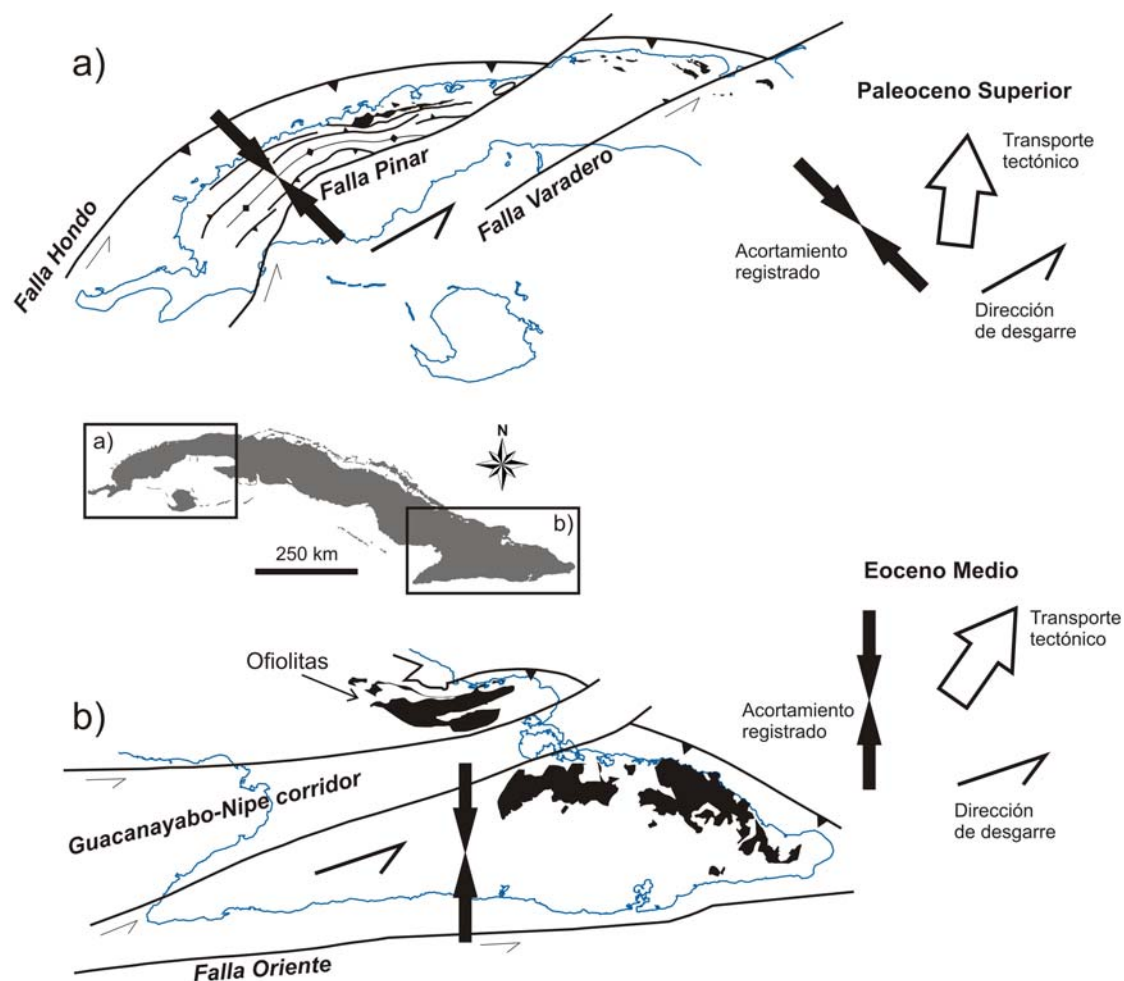 a)
Paleoceno Superior
Transporte
tectónico
Acortamiento
registrado
Dirección
de desgarre
Falla Hondo
Falla Pinar
Falla Varadero
a)
N
b)
250 km
Eoceno Medio
Transporte
tectónico
Acortamiento
registrado
Dirección
de desgarre
b)
Ofiolitas
Guacanayabo-Nipe corridor
Falla Oriente